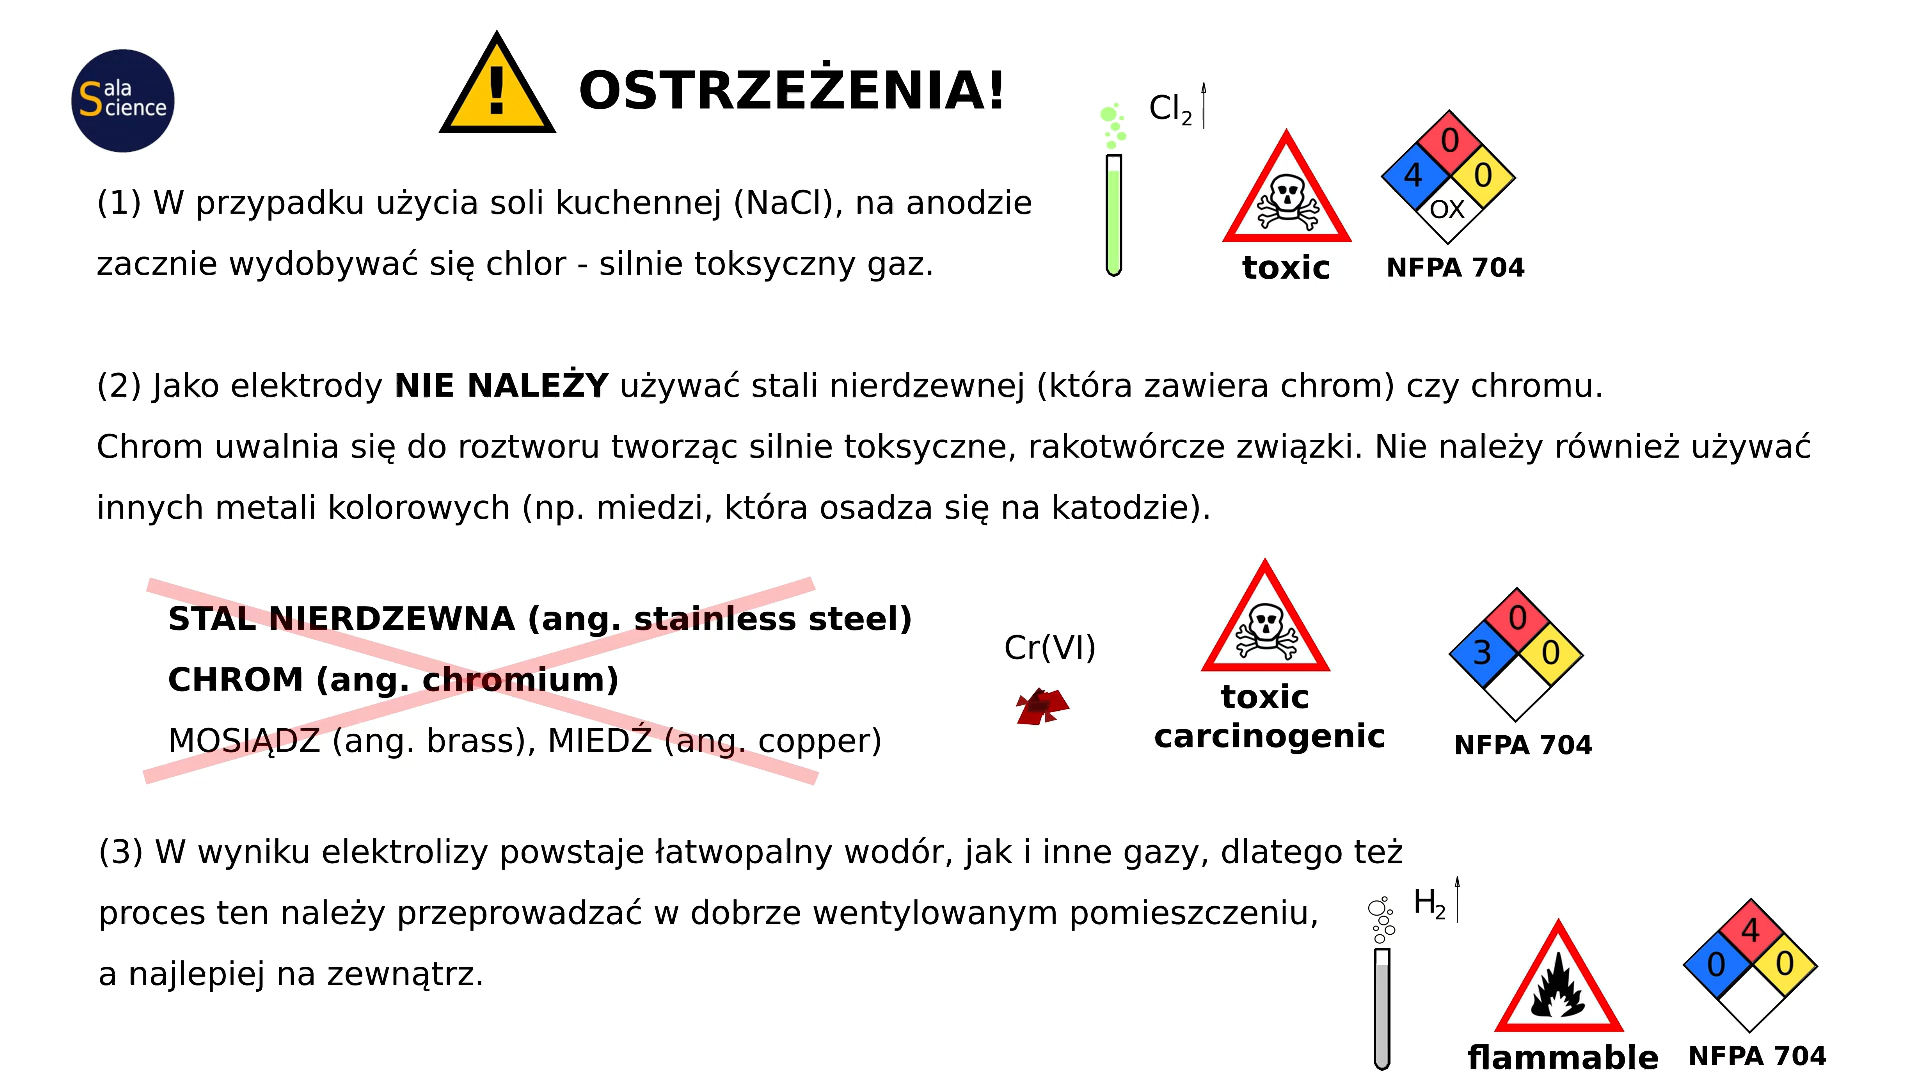 Sala
Science
! OSTRZEŻENIA!
Cl2
(1) W przypadku użycia soli kuchennej (NaCl), na anodzie
zacznie wydobywać się chlor - silnie toksyczny gaz.
0
4 0
OX
toxic NFPA 704
(2) Jako elektrody NIE NALEŻY używać stali nierdzewnej (która zawiera chrom) czy chromu.
Chrom uwalnia się do roztworu tworząc silnie toksyczne, rakotwórcze związki. Nie należy również używać
innych metali kolorowych (np. miedzi, która osadza się na katodzie).
STAL NIERDZEWNA (ang. stainless steel)
CHROM (ang. chromium)
MOSIĄDZ (ang. brass), MIEDŹ (ang. copper)
Cr(VI)
toxic
carcinogenic
0
3 0
NFPA 704
(3) W wyniku elektrolizy powstaje łatwopalny wodór, jak i inne gazy, dlatego też
proces ten należy przeprowadzać w dobrze wentylowanym pomieszczeniu,
a najlepiej na zewnątrz.
H2
4
0 0
flammable NFPA 704